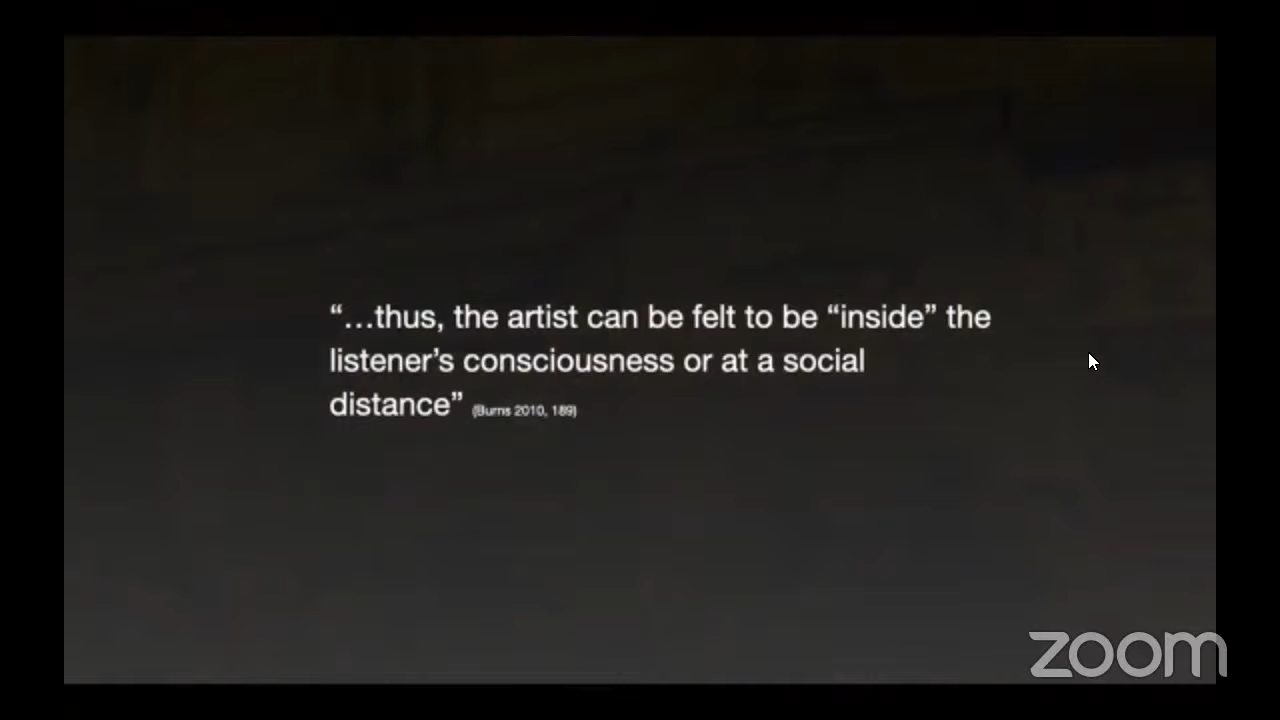 “…thus, the artist can be felt to be “inside” the
listener’s consciousness or at a social
distance” (Burns 2010, 189)
zoom